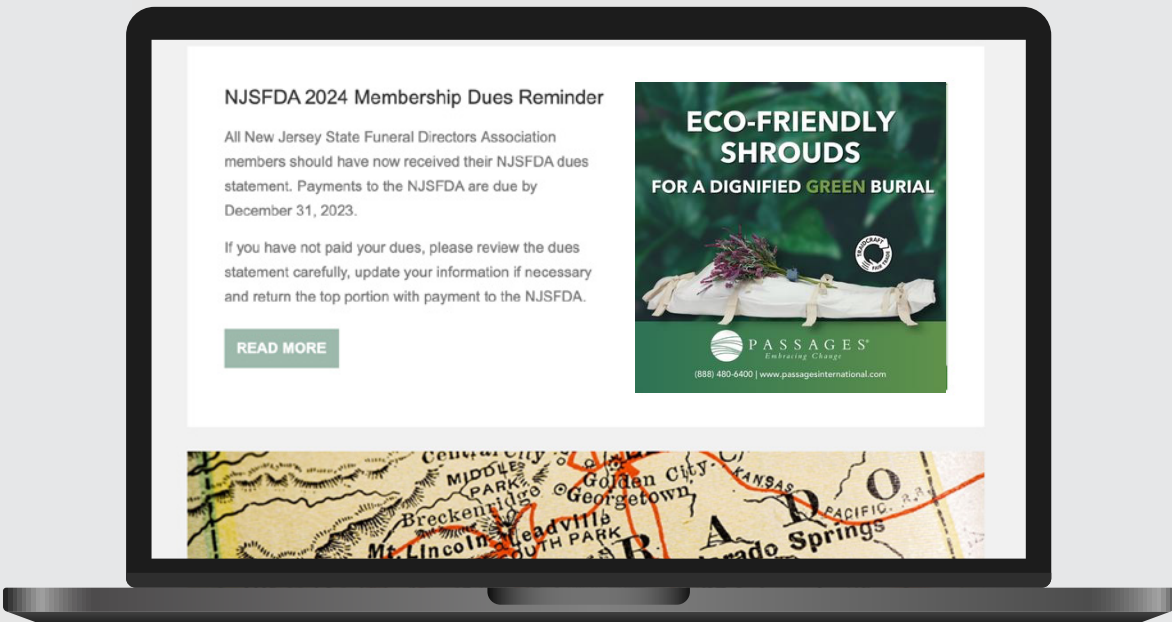 NJSFDA 2024 Membership Dues Reminder
All New Jersey State Funeral Directors Association
members should have now received their NJSFDA dues
statement. Payments to the NJSFDA are due by
December 31, 2023.
If you have not paid your dues, please review the dues
statement carefully, update your information if necessary
and return the top portion with payment to the NJSFDA.
READ MORE
ECO-FRIENDLY
SHROUDS
FOR A DIGNIFIED GREEN BURIAL
TRAIDCRAFT
FAIR TRADE
PASSAGES®
Embracing Change
(888) 480-6400 | www.passagesinternational.com
Central City
MIDDLE
PARK
Golden City
KANSAS
Georgetown
PACIFIC. R.R.
Breckenridge
Leadville
Mt. Lincoln
SOUTH PARK
RADO
Springs